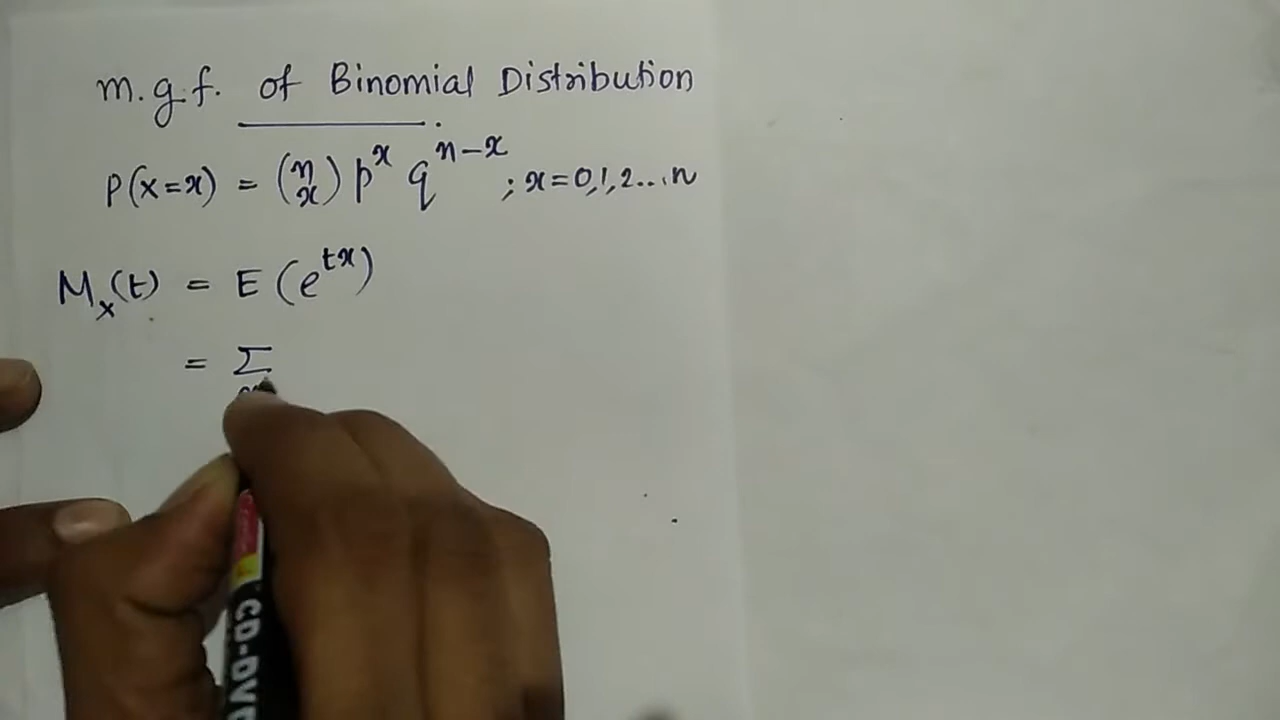 m.g.f. of Binomial Distribution
P(X=x) = (n x) p^x q^{n-x} ; x=0,1,2...n
M_X(t) = E(e^{tx})
= Σ
CD-DVD